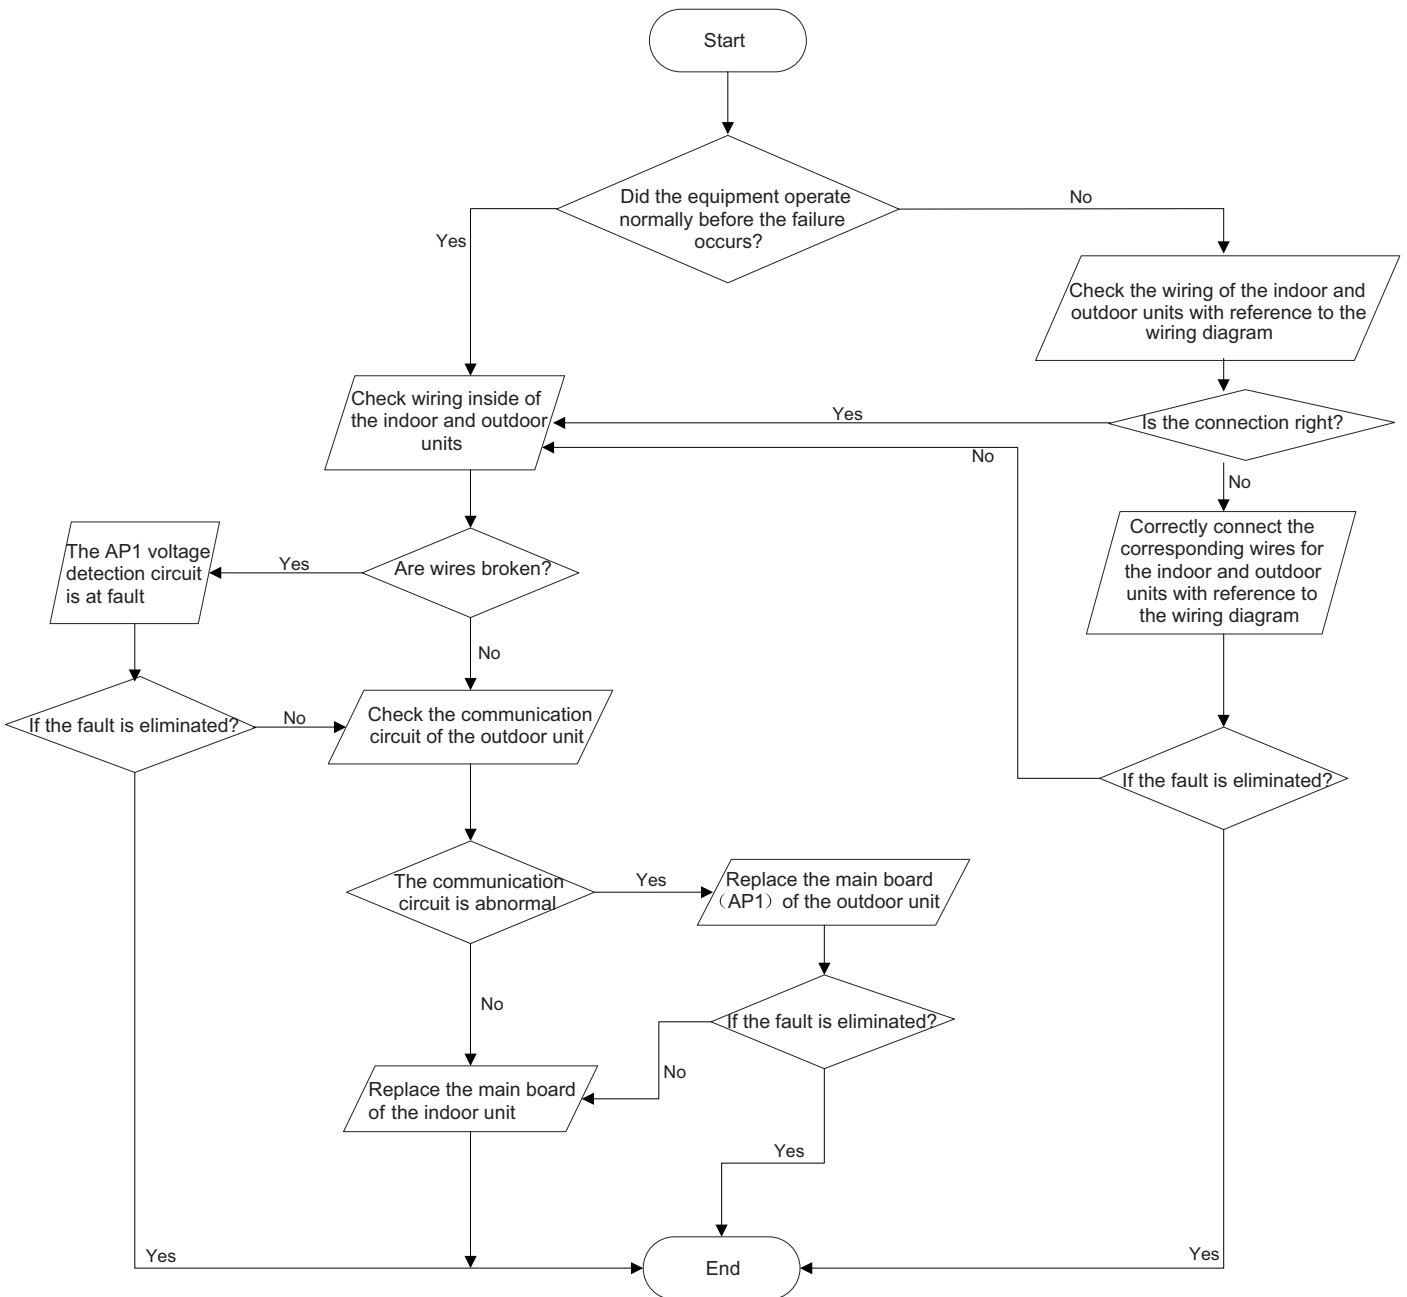 Start
Did the equipment operate
normally before the failure
occurs?
No
Yes
Check the wiring of the indoor and
outdoor units with reference to the
wiring diagram
Check wiring inside of
the indoor and outdoor
units
Yes
Is the connection right?
No
No
Correctly connect the
corresponding wires for
the indoor and outdoor
units with reference to
the wiring diagram
The AP1 voltage
detection circuit
is at fault
Yes
Are wires broken?
No
If the fault is eliminated?
No
Check the communication
circuit of the outdoor unit
If the fault is eliminated?
The communication
circuit is abnormal
Yes
Replace the main board
（AP1）of the outdoor unit
No
If the fault is eliminated?
No
Replace the main board
of the indoor unit
Yes
Yes
End
Yes